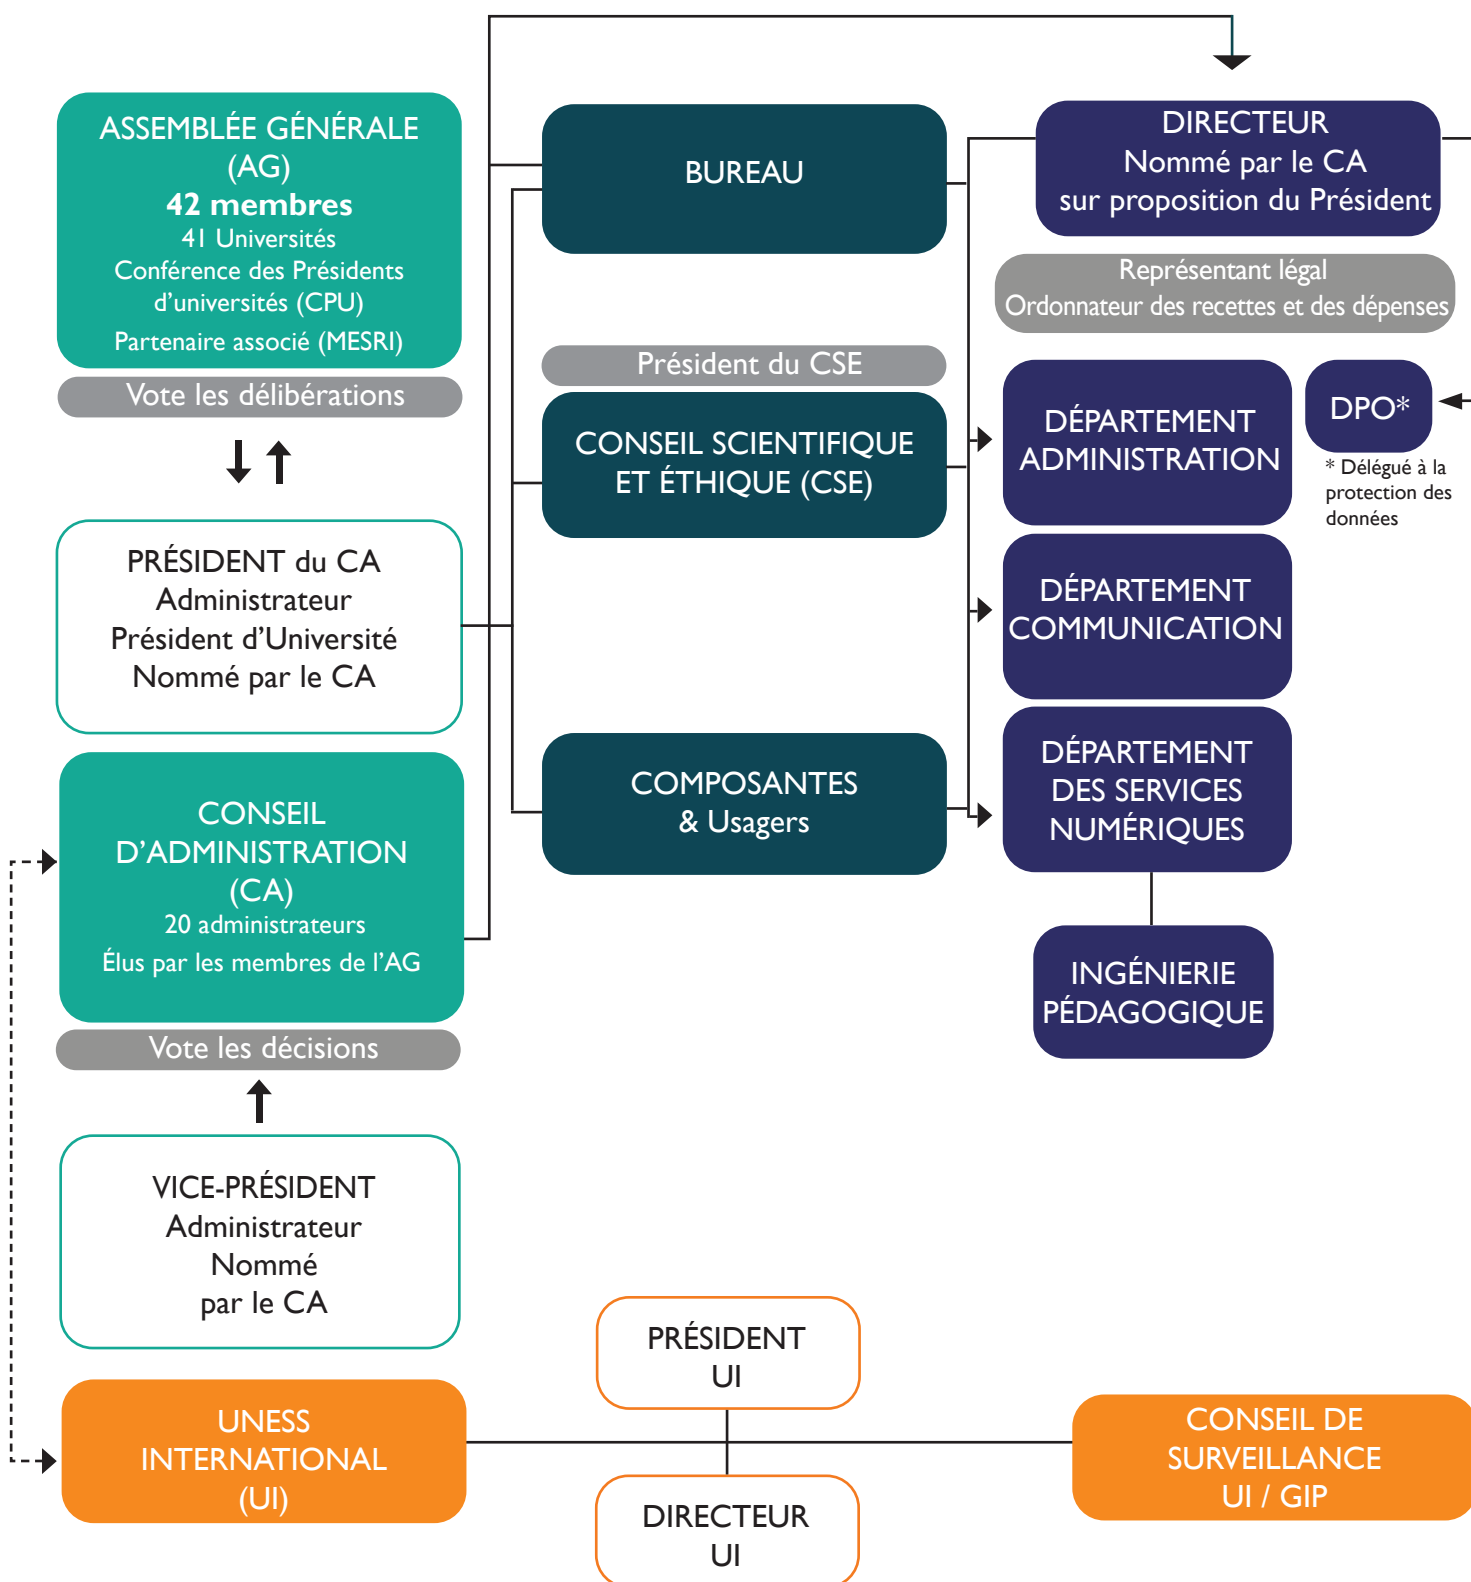 ASSEMBLÉE GÉNÉRALE
(AG)
42 membres
41 Universités
Conférence des Présidents
d'universités (CPU)
Partenaire associé (MESRI)
Vote les délibérations
PRÉSIDENT du CA
Administrateur
Président d'Université
Nommé par le CA
CONSEIL
D'ADMINISTRATION
(CA)
20 administrateurs
Élus par les membres de l'AG
Vote les décisions
VICE-PRÉSIDENT
Administrateur
Nommé
par le CA
UNESS
INTERNATIONAL
(UI)
BUREAU
Président du CSE
CONSEIL SCIENTIFIQUE
ET ÉTHIQUE (CSE)
COMPOSANTES
& Usagers
DIRECTEUR
Nommé par le CA
sur proposition du Président
Représentant légal
Ordonnateur des recettes et des dépenses
DÉPARTEMENT
ADMINISTRATION
DPO*
* Délégué à la
protection des
données
DÉPARTEMENT
COMMUNICATION
DÉPARTEMENT
DES SERVICES
NUMÉRIQUES
INGÉNIERIE
PÉDAGOGIQUE
PRÉSIDENT
UI
DIRECTEUR
UI
CONSEIL DE
SURVEILLANCE
UI / GIP